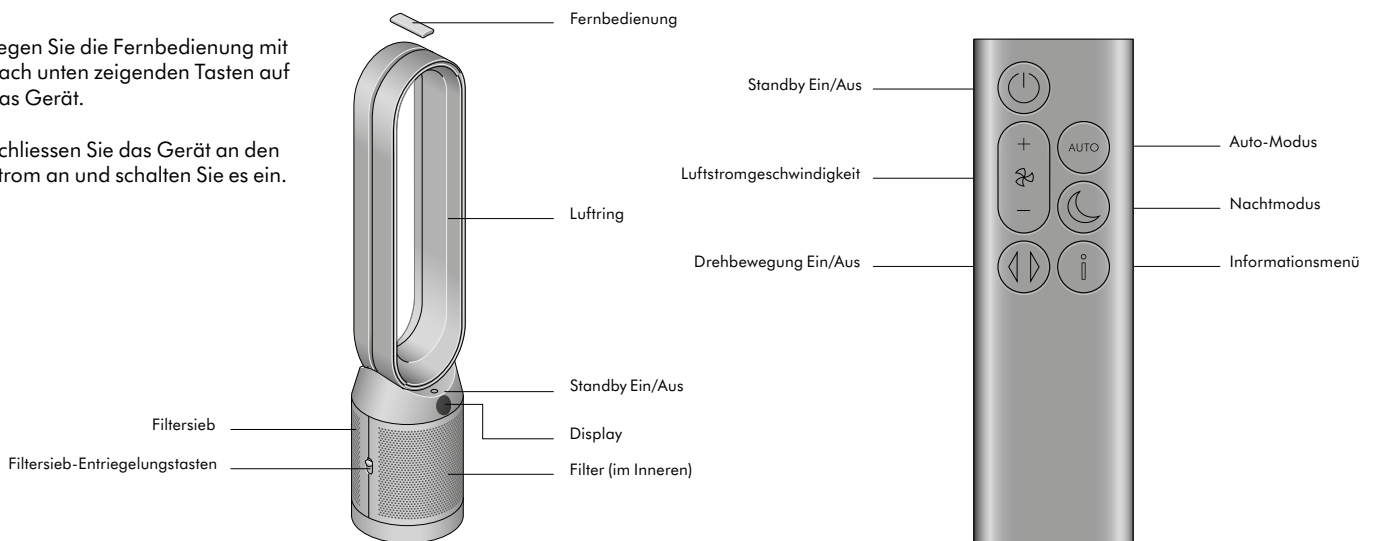 egen Sie die Fernbedienung mit
ach unten zeigenden Tasten auf
as Gerät.
chliessen Sie das Gerät an den
trom an und schalten Sie es ein.
Fernbedienung
Luftring
Standby Ein/Aus
Display
Filter (im Inneren)
Filtersieb
Filtersieb-Entriegelungstasten
Standby Ein/Aus
Luftstromgeschwindigkeit
Drehbewegung Ein/Aus
+
AUTO
−
i
Auto-Modus
Nachtmodus
Informationsmenü